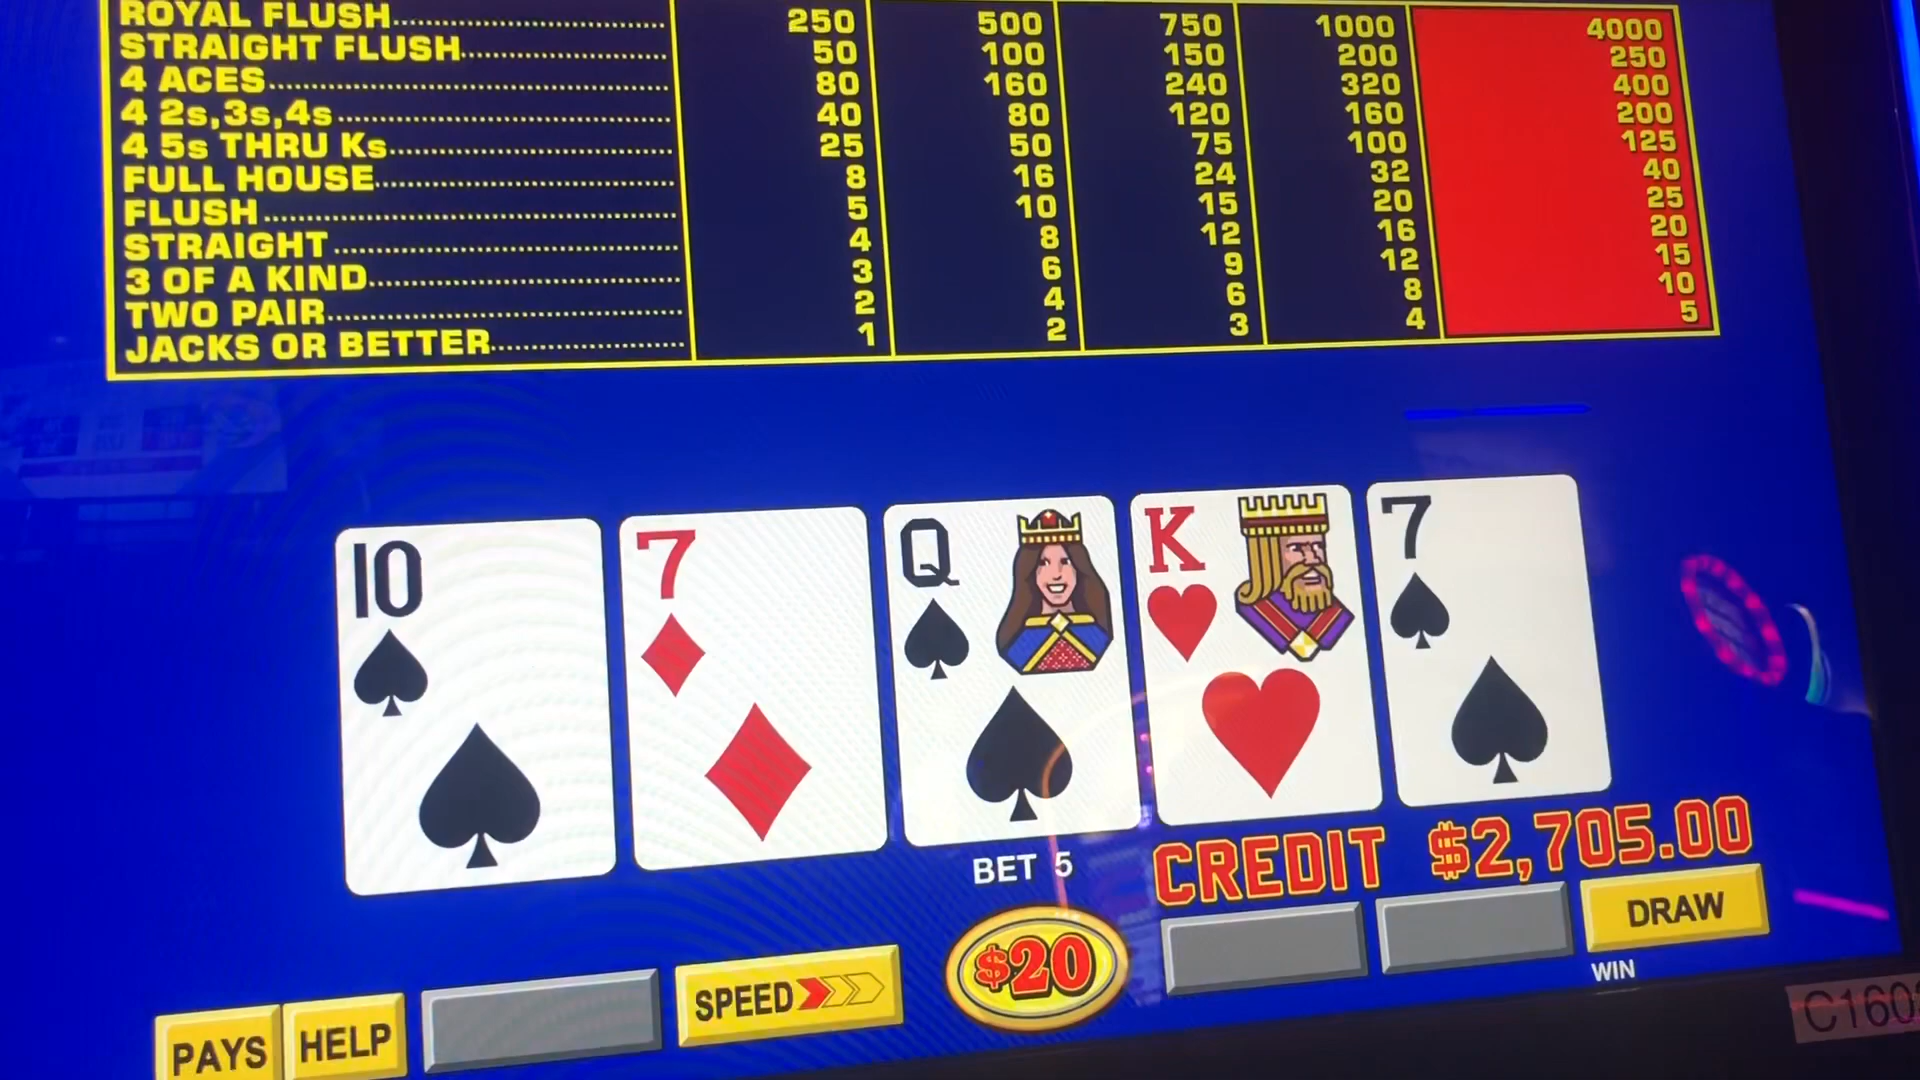 ROYAL FLUSH 250 500 750 1000 4000
STRAIGHT FLUSH 50 100 150 200 250
4 ACES 80 160 240 320 400
4 2s,3s,4s 40 80 120 160 200
4 5s THRU Ks 25 50 75 100 125
FULL HOUSE 8 16 24 32 40
FLUSH 5 10 15 20 25
STRAIGHT 4 8 12 16 20
3 OF A KIND 3 6 9 12 15
TWO PAIR 2 4 6 8 10
JACKS OR BETTER 1 2 3 4 5
10 7 Q K 7
BET 5
CREDIT $2,705.00
DRAW
WIN
$20
SPEED
PAYS HELP